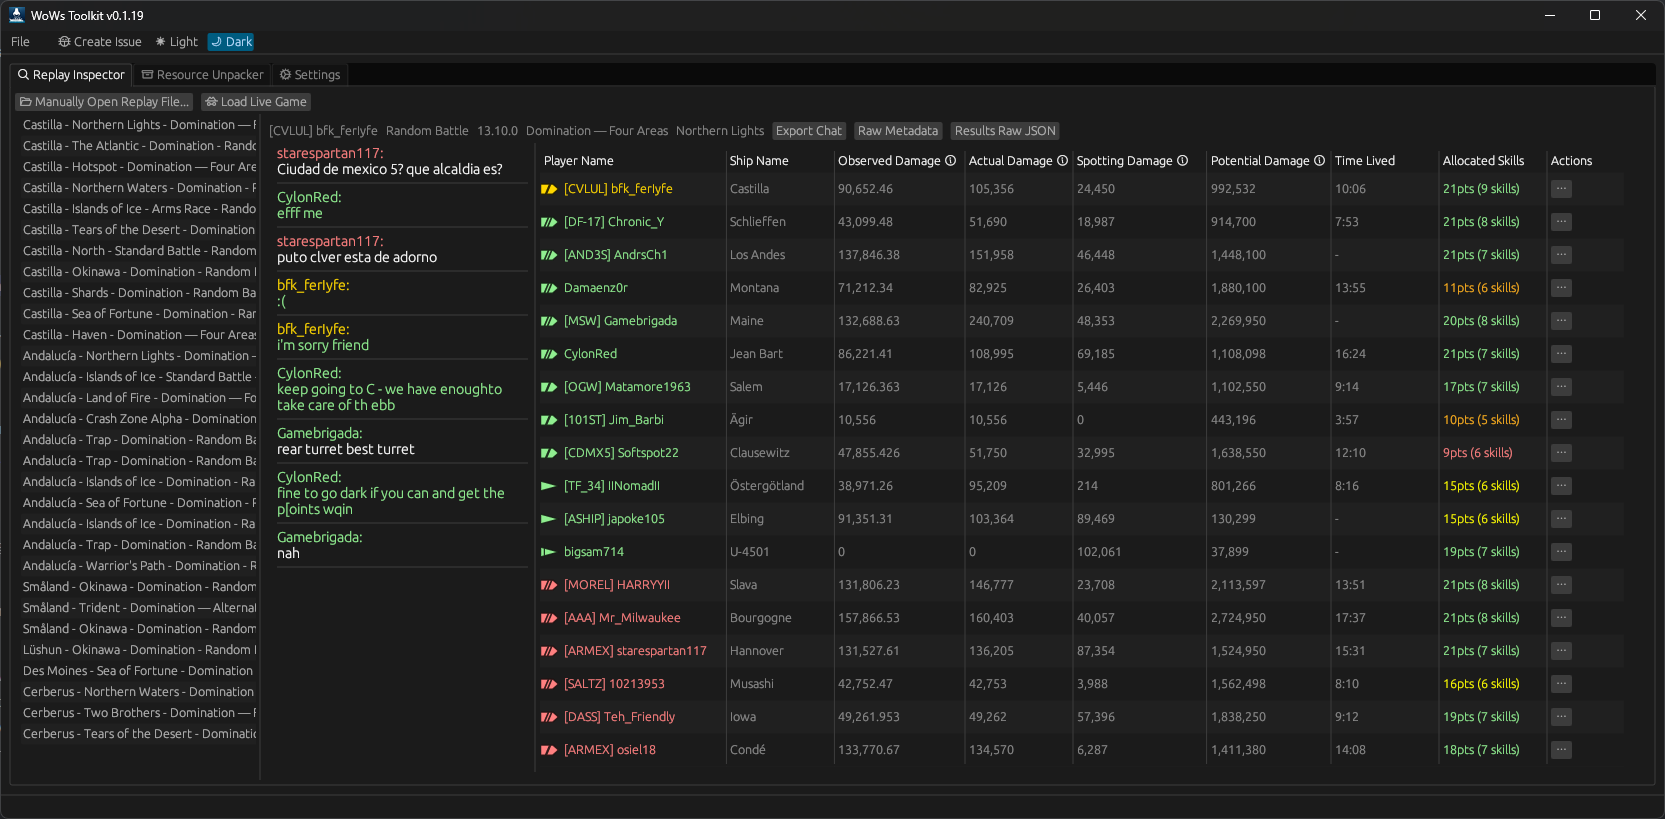 WoWs Toolkit v0.1.19
File Create Issue Light Dark
Replay Inspector Resource Unpacker Settings
Manually Open Replay File... Load Live Game
Castilla - Northern Lights - Domination —
Castilla - The Atlantic - Domination - Rando
Castilla - Hotspot - Domination — Four Are
Castilla - Northern Waters - Domination -
Castilla - Islands of Ice - Arms Race - Rando
Castilla - Tears of the Desert - Domination
Castilla - North - Standard Battle - Random
Castilla - Okinawa - Domination - Random
Castilla - Shards - Domination - Random Ba
Castilla - Sea of Fortune - Domination - Ran
Castilla - Haven - Domination — Four Areas
Andalucía - Northern Lights - Domination -
Andalucía - Islands of Ice - Standard Battle -
Andalucía - Land of Fire - Domination — Fo
Andalucía - Crash Zone Alpha - Domination
Andalucía - Trap - Domination - Random Ba
Andalucía - Trap - Domination - Random Ba
Andalucía - Islands of Ice - Domination - Ra
Andalucía - Sea of Fortune - Domination -
Andalucía - Islands of Ice - Domination - Ra
Andalucía - Trap - Domination - Random Ba
Andalucía - Warrior's Path - Domination - R
Småland - Okinawa - Domination - Random
Småland - Trident - Domination — Alternat
Småland - Okinawa - Domination - Random
Lüshun - Okinawa - Domination - Random
Des Moines - Sea of Fortune - Domination
Cerberus - Northern Waters - Domination
Cerberus - Two Brothers - Domination —
Cerberus - Tears of the Desert - Dominatio
[CVLUL] bfk_ferIyfe Random Battle 13.10.0 Domination — Four Areas Northern Lights Export Chat Raw Metadata Results Raw JSON
starespartan117:
Ciudad de mexico 5? que alcaldia es?
CylonRed:
efff me
starespartan117:
puto clver esta de adorno
bfk_ferIyfe:
:(
bfk_ferIyfe:
i'm sorry friend
CylonRed:
keep going to C - we have enoughto
take care of th ebb
Gamebrigada:
rear turret best turret
CylonRed:
fine to go dark if you can and get the
p[oints wqin
Gamebrigada:
nah
Player Name Ship Name Observed Damage Actual Damage Spotting Damage Potential Damage Time Lived Allocated Skills Actions
[CVLUL] bfk_ferIyfe Castilla 90,652.46 105,356 24,450 992,532 10:06 21pts (9 skills) ...
[DF-17] Chronic_Y Schlieffen 43,099.48 51,690 18,987 914,700 7:53 21pts (8 skills) ...
[AND3S] AndrsCh1 Los Andes 137,846.38 151,958 46,448 1,448,100 - 21pts (7 skills) ...
Damaenz0r Montana 71,212.34 82,925 26,403 1,880,100 13:55 11pts (6 skills) ...
[MSW] Gamebrigada Maine 132,688.63 240,709 48,353 2,269,950 - 20pts (8 skills) ...
CylonRed Jean Bart 86,221.41 108,995 69,185 1,108,098 16:24 21pts (7 skills) ...
[OGW] Matamore1963 Salem 17,126.363 17,126 5,446 1,102,550 9:14 17pts (7 skills) ...
[101ST] Jim_Barbi Ägir 10,556 10,556 0 443,196 3:57 10pts (5 skills) ...
[CDMX5] Softspot22 Clausewitz 47,855.426 51,750 32,995 1,638,550 12:10 9pts (6 skills) ...
[TF_34] IINomadII Östergötland 38,971.26 95,209 214 801,266 8:16 15pts (6 skills) ...
[ASHIP] japoke105 Elbing 91,351.31 103,364 89,469 130,299 - 15pts (6 skills) ...
bigsam714 U-4501 0 0 102,061 37,899 - 19pts (7 skills) ...
[MOREL] HARRYYII Slava 131,806.23 146,777 23,708 2,113,597 13:51 21pts (8 skills) ...
[AAA] Mr_Milwaukee Bourgogne 157,866.53 160,403 40,057 2,724,950 17:37 21pts (8 skills) ...
[ARMEX] starespartan117 Hannover 131,527.61 136,205 87,354 1,524,950 15:31 21pts (7 skills) ...
[SALTZ] 10213953 Musashi 42,752.47 42,753 3,988 1,562,498 8:10 16pts (6 skills) ...
[DASS] Teh_Friendly Iowa 49,261.953 49,262 57,396 1,838,250 9:12 19pts (7 skills) ...
[ARMEX] osiel18 Condé 133,770.67 134,570 6,287 1,411,380 14:08 18pts (7 skills) ...